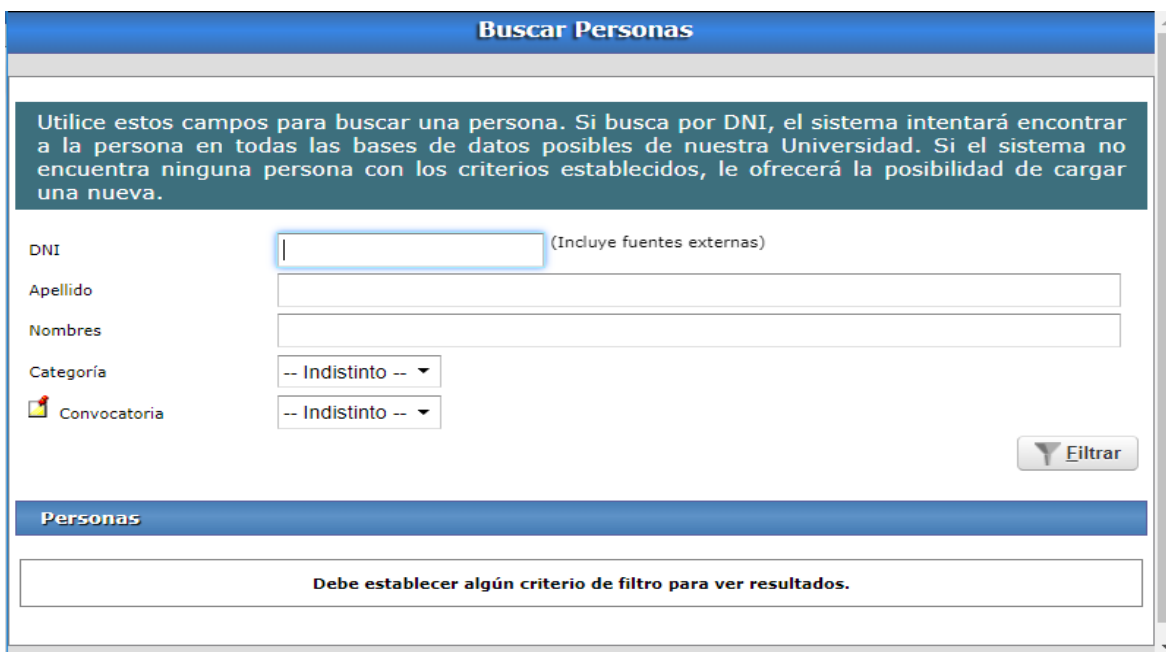 Buscar Personas
Utilice estos campos para buscar una persona. Si busca por DNI, el sistema intentará encontrar
a la persona en todas las bases de datos posibles de nuestra Universidad. Si el sistema no
encuentra ninguna persona con los criterios establecidos, le ofrecerá la posibilidad de cargar
una nueva.
DNI (Incluye fuentes externas)
Apellido
Nombres
Categoría -- Indistinto --
Convocatoria -- Indistinto --
Filtrar
Personas
Debe establecer algún criterio de filtro para ver resultados.